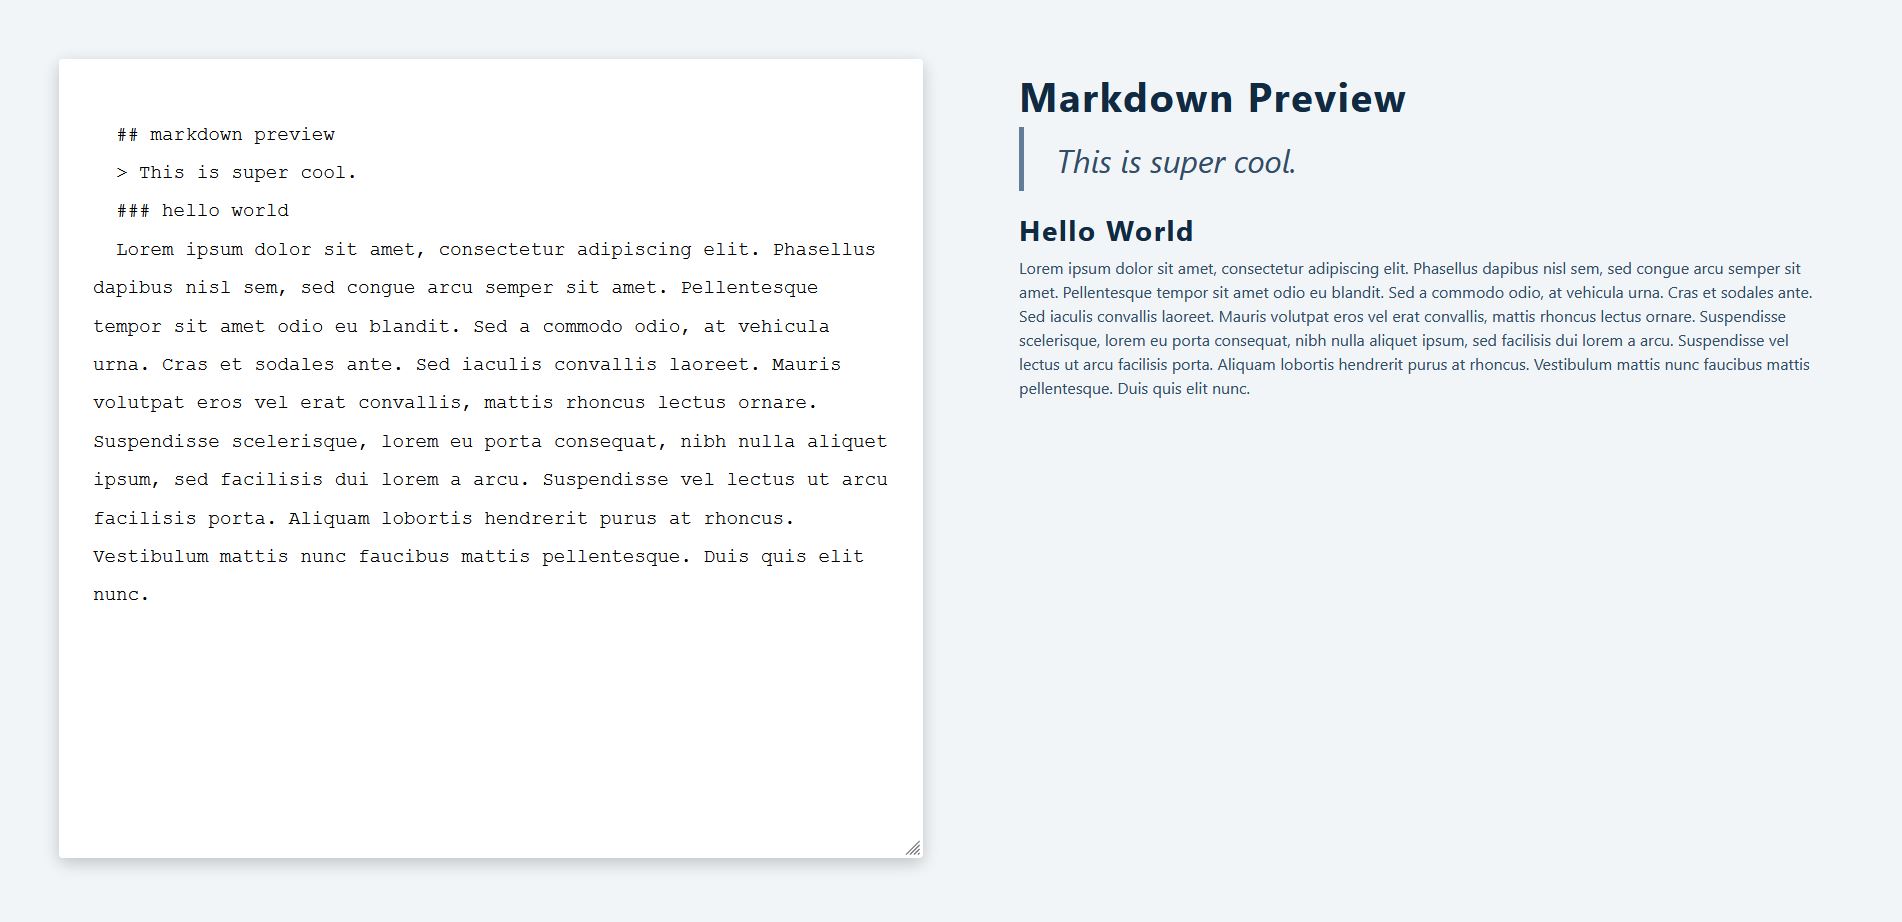 ## markdown preview
> This is super cool.
### hello world
Lorem ipsum dolor sit amet, consectetur adipiscing elit. Phasellus
dapibus nisl sem, sed congue arcu semper sit amet. Pellentesque
tempor sit amet odio eu blandit. Sed a commodo odio, at vehicula
urna. Cras et sodales ante. Sed iaculis convallis laoreet. Mauris
volutpat eros vel erat convallis, mattis rhoncus lectus ornare.
Suspendisse scelerisque, lorem eu porta consequat, nibh nulla aliquet
ipsum, sed facilisis dui lorem a arcu. Suspendisse vel lectus ut arcu
facilisis porta. Aliquam lobortis hendrerit purus at rhoncus.
Vestibulum mattis nunc faucibus mattis pellentesque. Duis quis elit
nunc.
Markdown Preview
This is super cool.
Hello World
Lorem ipsum dolor sit amet, consectetur adipiscing elit. Phasellus dapibus nisl sem, sed congue arcu semper sit
amet. Pellentesque tempor sit amet odio eu blandit. Sed a commodo odio, at vehicula urna. Cras et sodales ante.
Sed iaculis convallis laoreet. Mauris volutpat eros vel erat convallis, mattis rhoncus lectus ornare. Suspendisse
scelerisque, lorem eu porta consequat, nibh nulla aliquet ipsum, sed facilisis dui lorem a arcu. Suspendisse vel
lectus ut arcu facilisis porta. Aliquam lobortis hendrerit purus at rhoncus. Vestibulum mattis nunc faucibus mattis
pellentesque. Duis quis elit nunc.